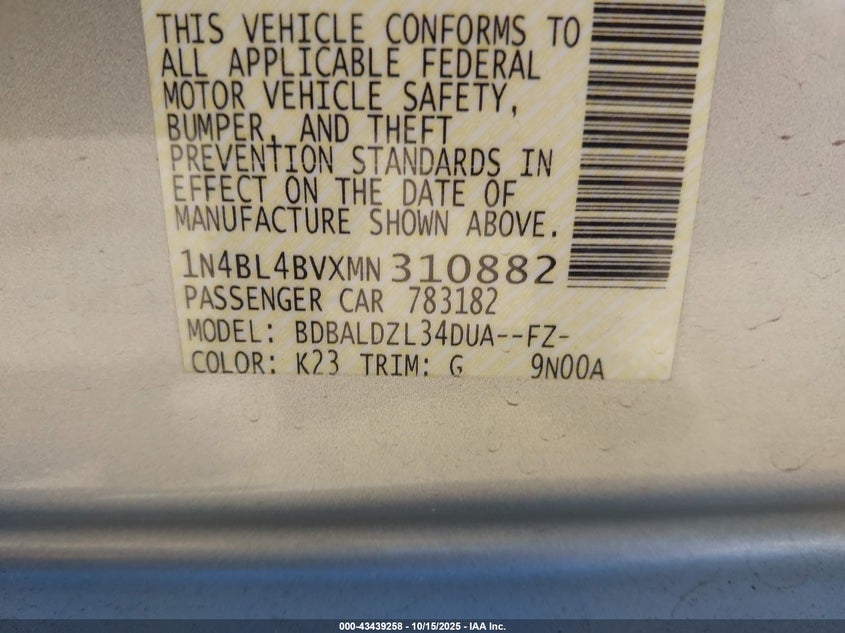 THIS VEHICLE CONFORMS TO
ALL APPLICABLE FEDERAL
MOTOR VEHICLE SAFETY,
BUMPER, AND THEFT
PREVENTION STANDARDS IN
EFFECT ON THE DATE OF
MANUFACTURE SHOWN ABOVE.
1N4BL4BVXMN310882
PASSENGER CAR 783182
MODEL: BDBALDZL34DUA--FZ-
COLOR: K23 TRIM: G 9N00A
000-43439258 - 10/15/2025 - IAA Inc.